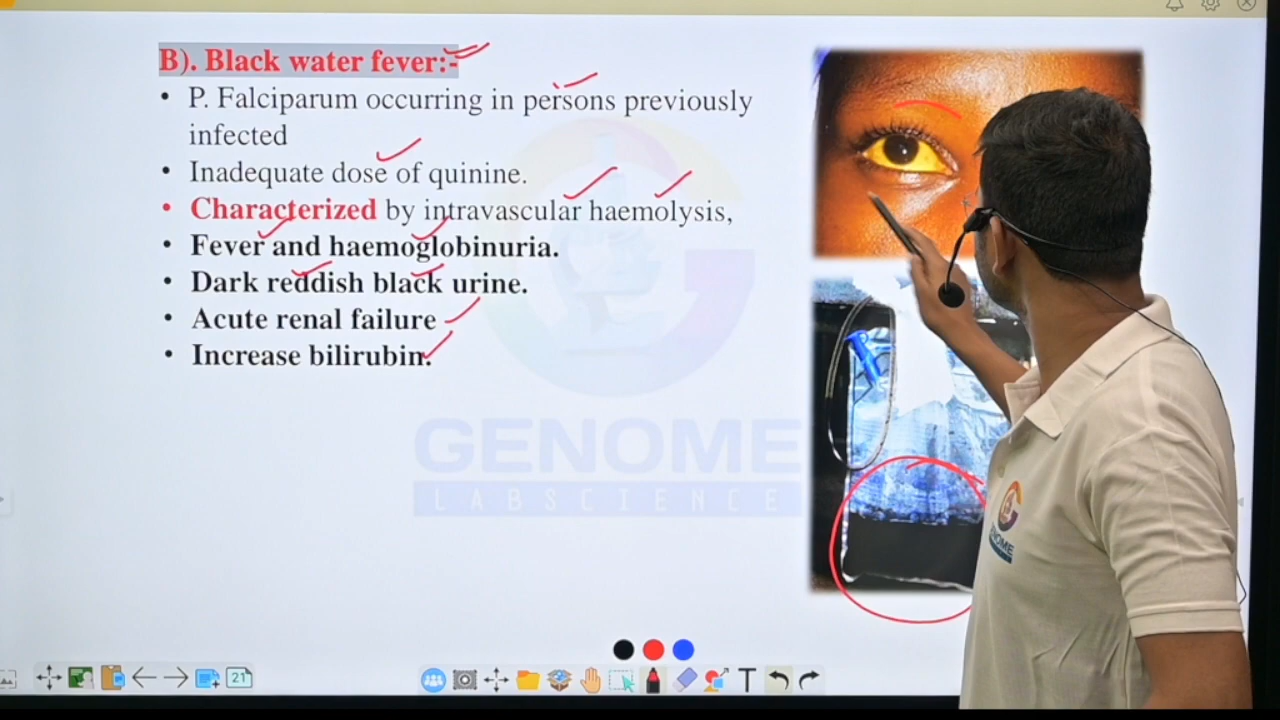 B). Black water fever:-
• P. Falciparum occurring in persons previously
infected
• Inadequate dose of quinine.
• Characterized by intravascular haemolysis,
• Fever and haemoglobinuria.
• Dark reddish black urine.
• Acute renal failure
• Increase bilirubin.
GENOME
LABSCIENCE
21
T